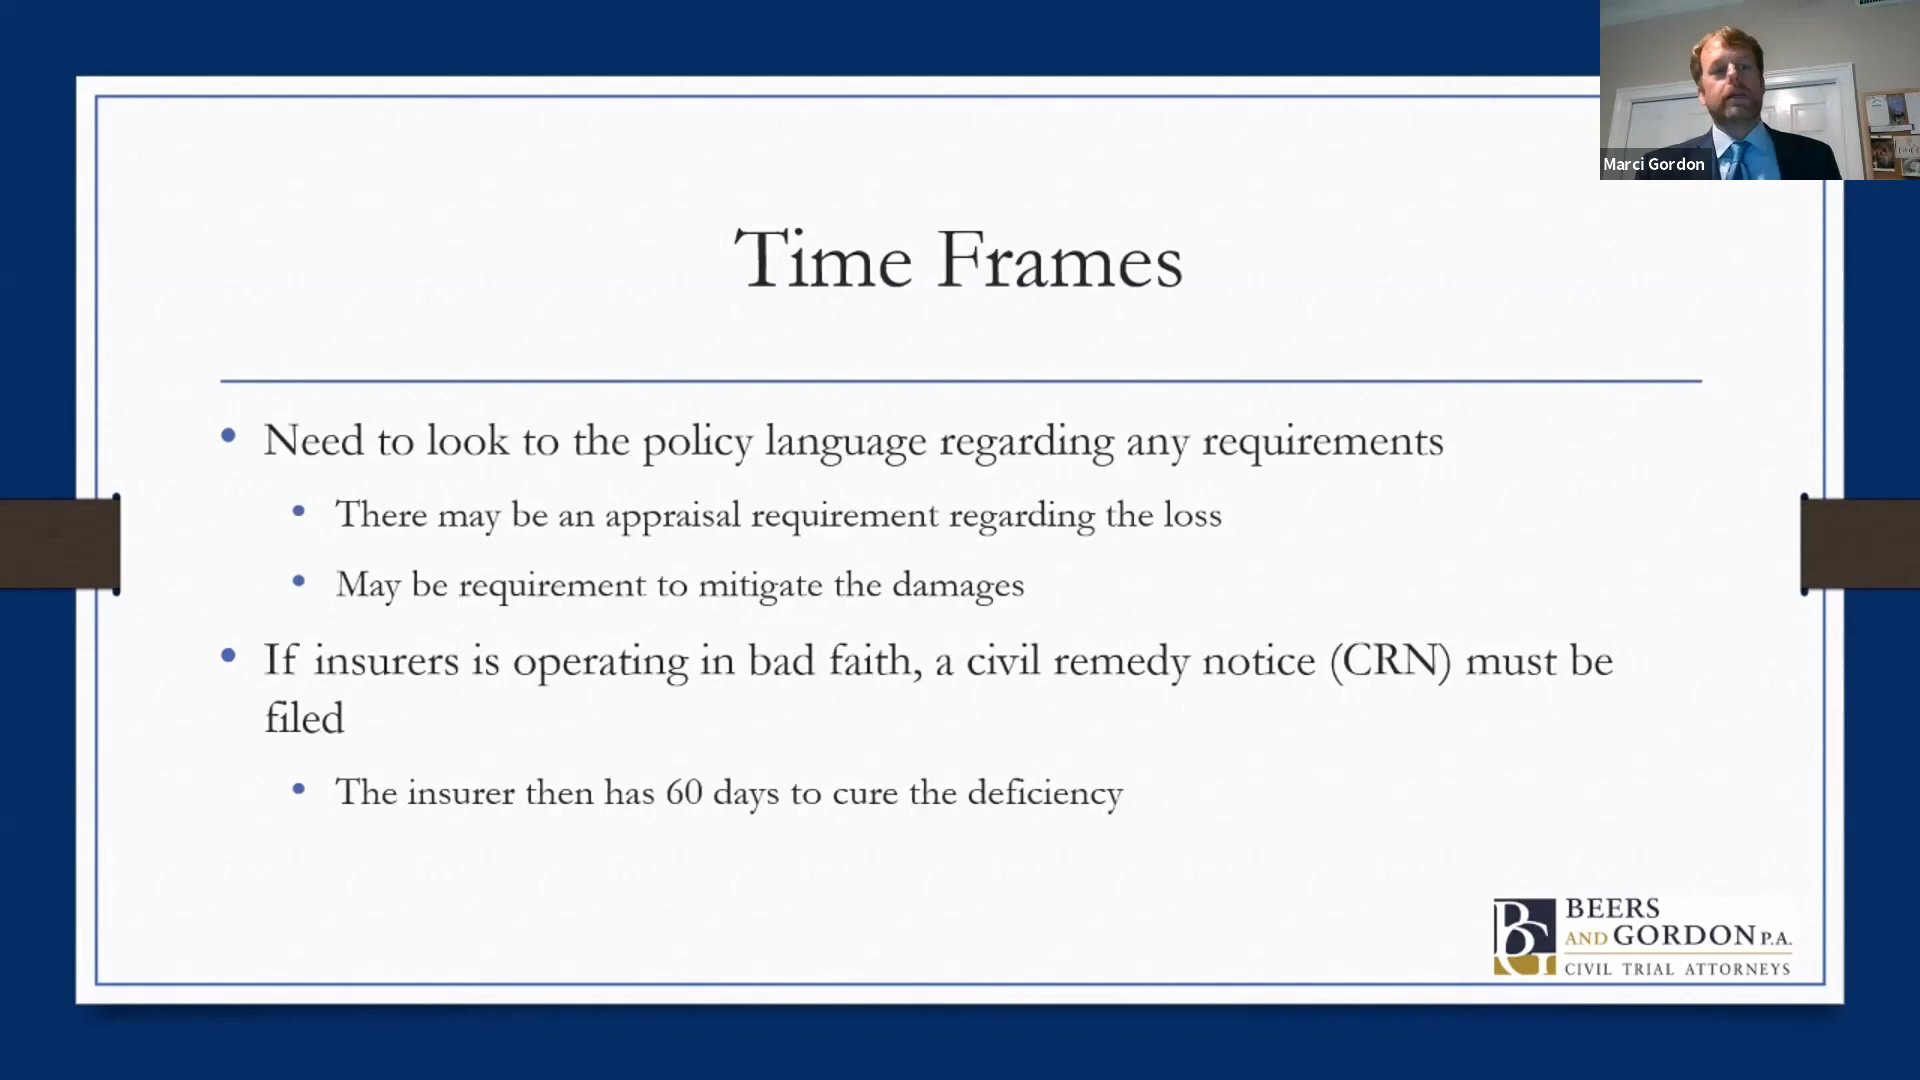 Marci Gordon
Time Frames
• Need to look to the policy language regarding any requirements
• There may be an appraisal requirement regarding the loss
• May be requirement to mitigate the damages
• If insurers is operating in bad faith, a civil remedy notice (CRN) must be
filed
• The insurer then has 60 days to cure the deficiency
BG
BEERS
AND GORDON P.A.
CIVIL TRIAL ATTORNEYS